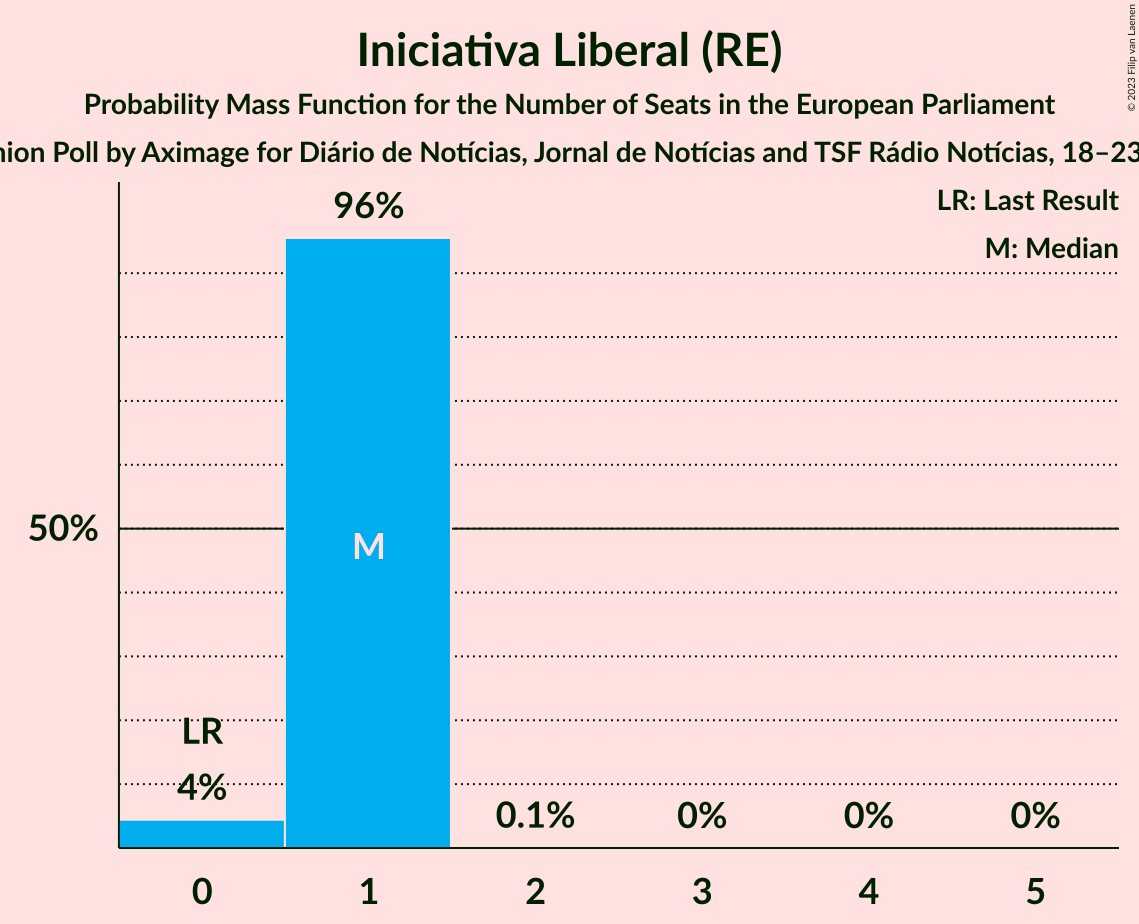 Iniciativa Liberal (RE)
Probability Mass Function for the Number of Seats in the European Parliament
nion Poll by Aximage for Diário de Notícias, Jornal de Notícias and TSF Rádio Notícias, 18–23
© 2023 Filip van Laenen
LR: Last Result
M: Median
96%
50%
M
LR
4%
0.1%
0%
0%
0%
0
1
2
3
4
5